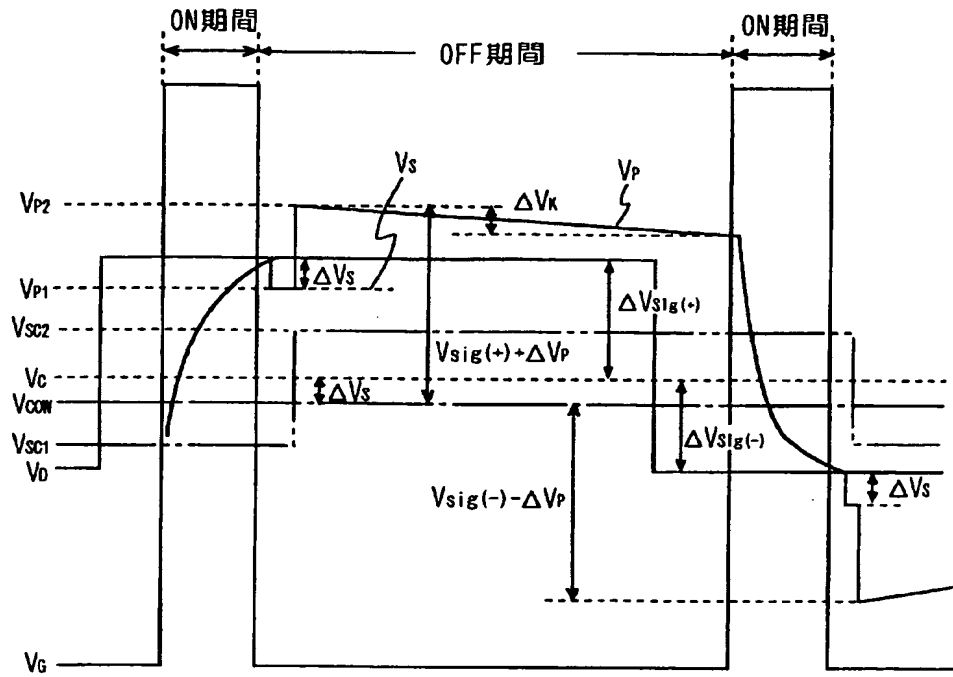 ON期間
OFF期間
ON期間
VS
VP
VP2
ΔVK
ΔVS
VP1
ΔVSig(+)
VSC2
Vsig(+)+ΔVP
VC
ΔVS
VCON
ΔVSig(-)
VSC1
VD
Vsig(-)-ΔVP
ΔVS
VG